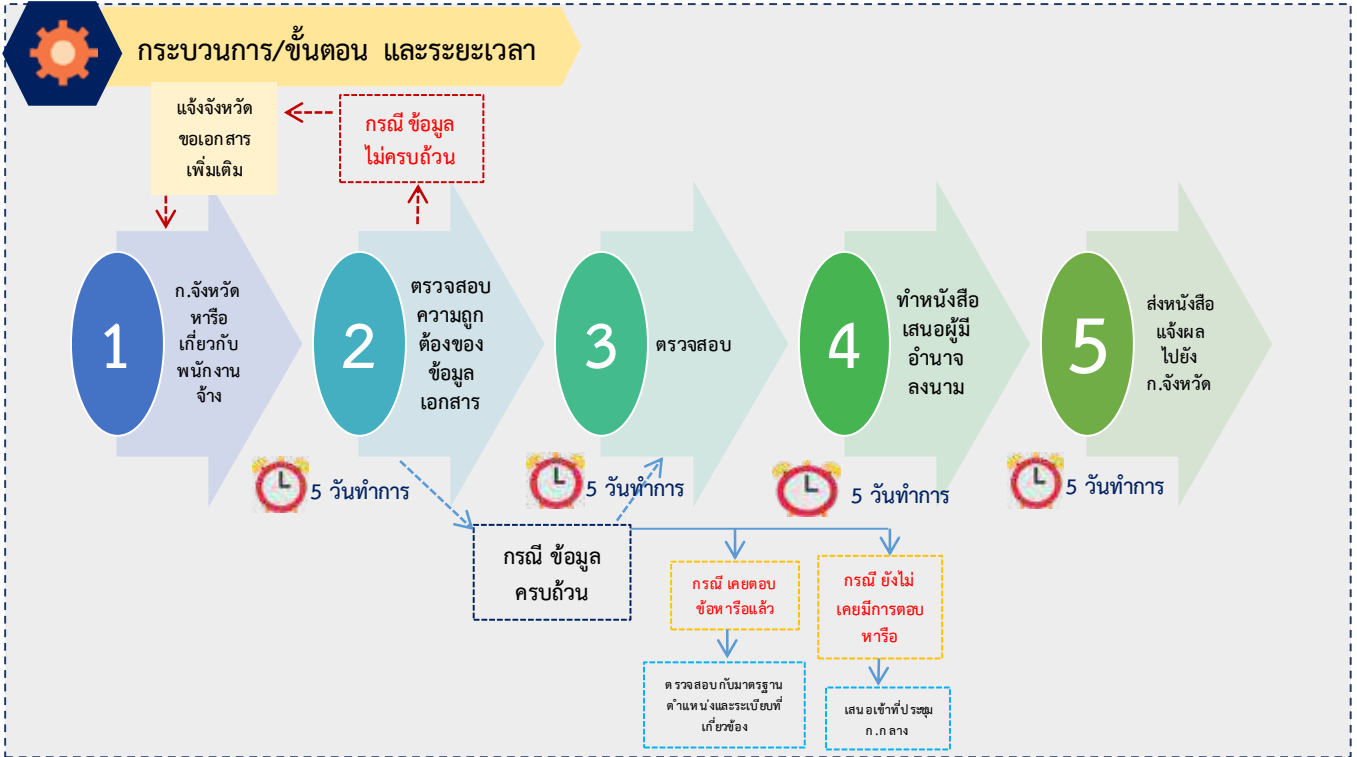 กระบวนการ/ขั้นตอน และระยะเวลา
แจ้งจังหวัด
ขอเอกสาร
เพิ่มเติม
กรณี ข้อมูล
ไม่ครบถ้วน
1
ก.จังหวัด
หารือ
เกี่ยวกับ
พนักงาน
จ้าง
2
ตรวจสอบ
ความถูก
ต้องของ
ข้อมูล
เอกสาร
3
ตรวจสอบ
4
ทำหนังสือ
เสนอผู้มี
อำนาจ
ลงนาม
5
ส่งหนังสือ
แจ้งผล
ไปยัง
ก.จังหวัด
5 วันทำการ
5 วันทำการ
5 วันทำการ
5 วันทำการ
กรณี ข้อมูล
ครบถ้วน
กรณี เคยตอบ
ข้อหารือแล้ว
กรณี ยังไม่
เคยมีการตอบ
หารือ
ตรวจสอบกับมาตรฐาน
ตำแหน่งและระเบียบที่
เกี่ยวข้อง
เสนอเข้าที่ประชุม
ก.กลาง